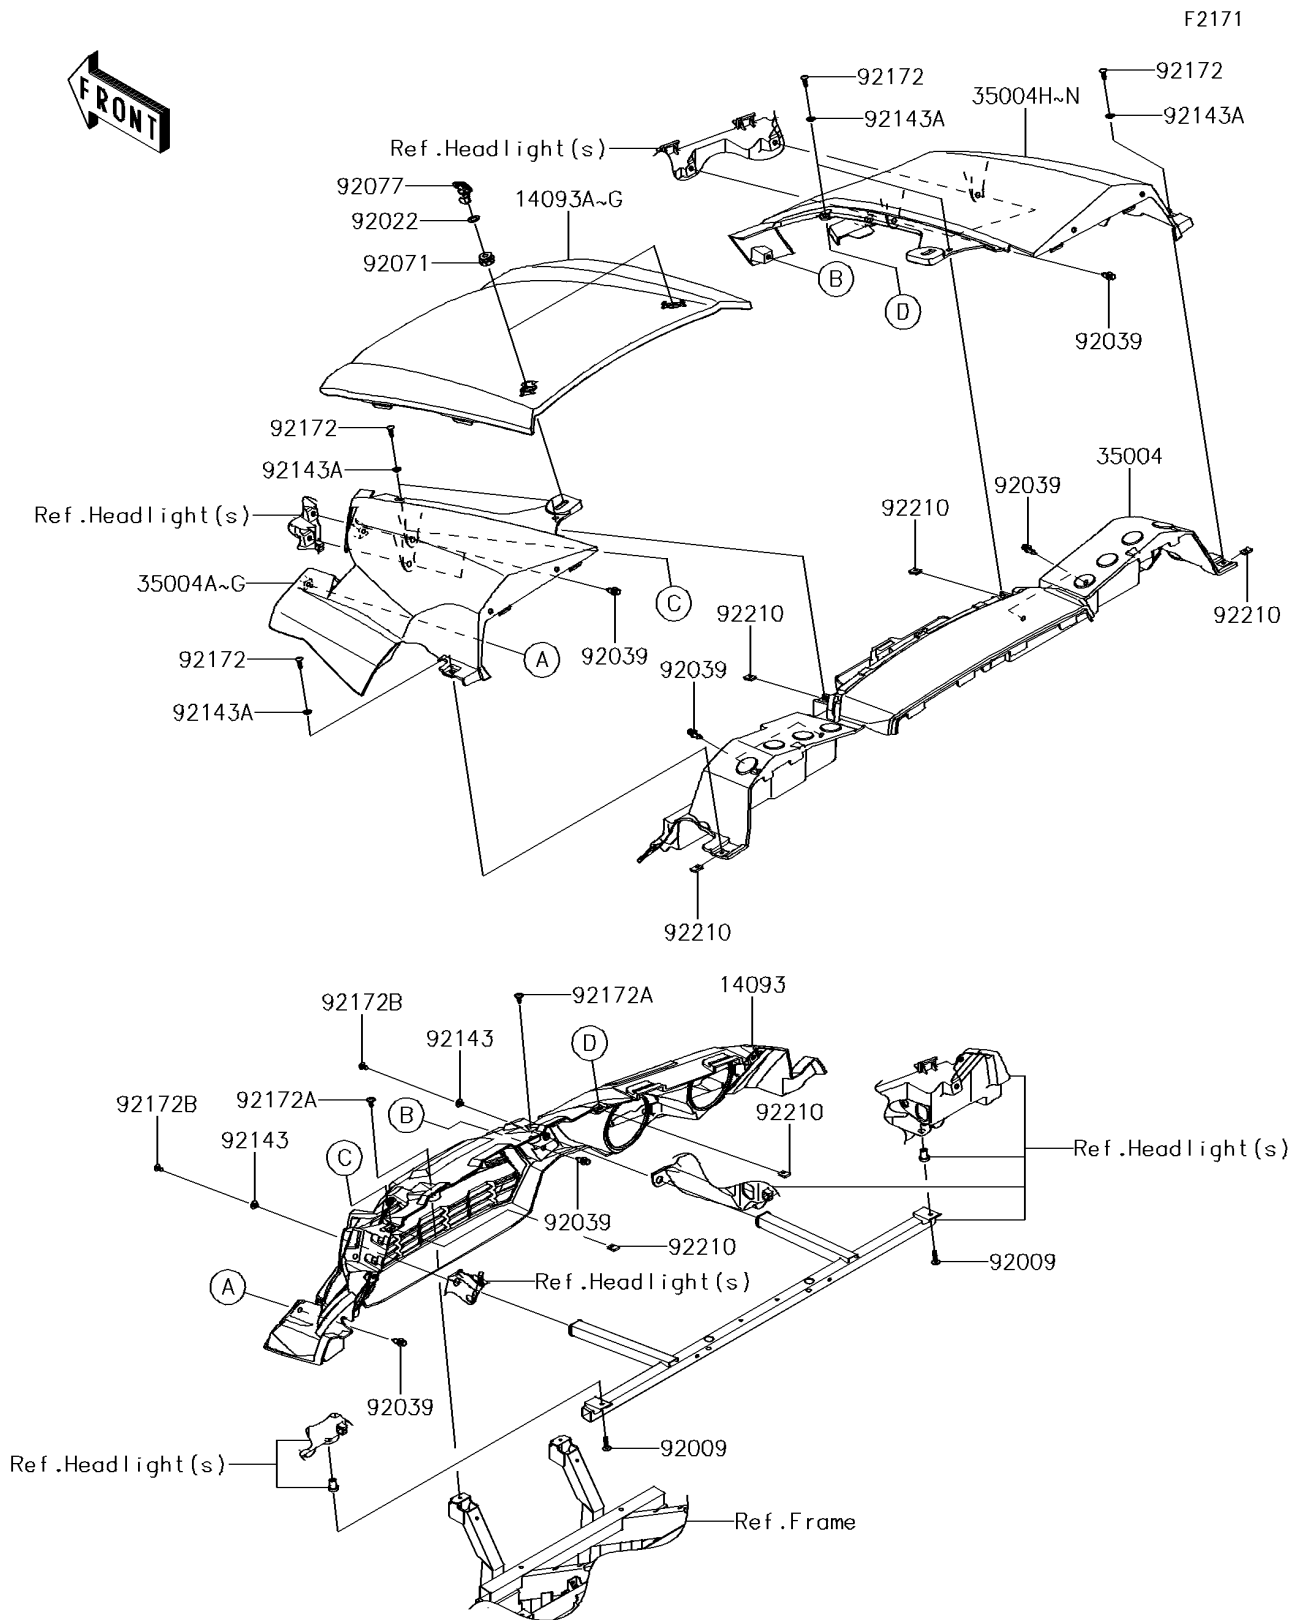 F2171
FRONT
92172
92172
35004H~N
92143A
92143A
Ref.Headlight(s)
92077
14093A~G
92022
92071
B
D
92039
92172
92143A
35004
92039
92210
Ref.Headlight(s)
35004A~G
C
92210
92210
92039
A
92172
92039
92143A
92210
14093
92172A
92172B
92143
D
92172A
92172B
B
92210
92143
C
Ref.Headlight(s)
92039
92210
92009
Ref.Headlight(s)
A
92039
92009
Ref.Headlight(s)
Ref.Frame